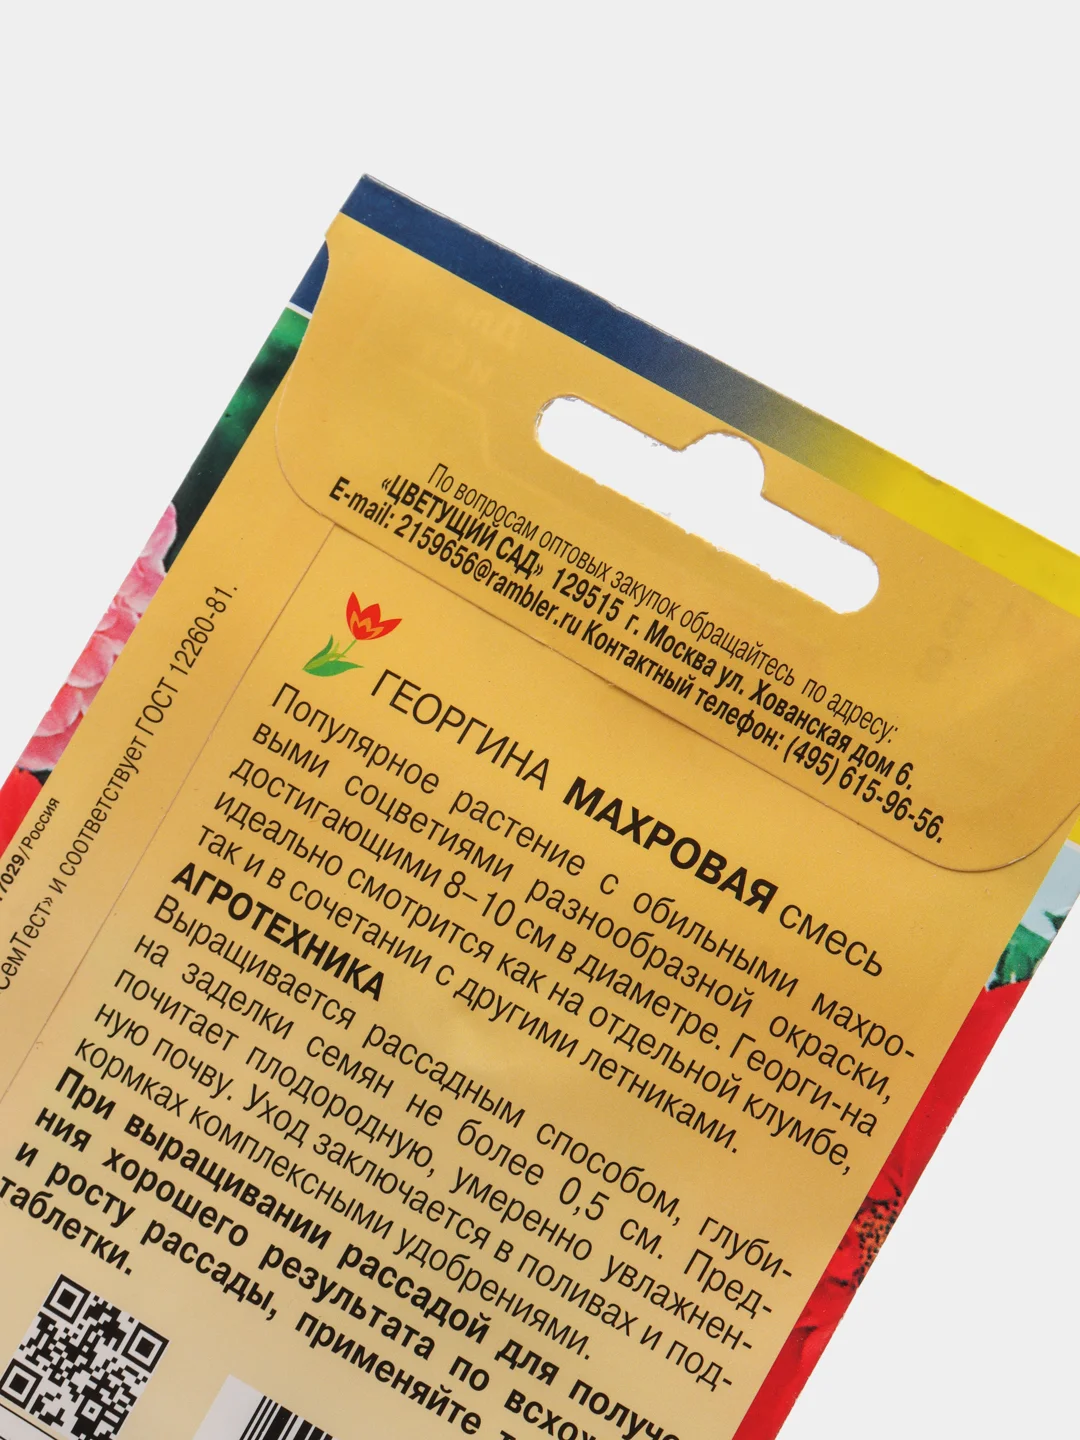 По вопросам оптовых закупок обращайтесь по адресу:
«ЦВЕТУЩИЙ САД» 129515 г. Москва ул. Хованская дом 6.
E-mail: 2159656@rambler.ru Контактный телефон: (495) 615-96-56.
ГЕОРГИНА МАХРОВАЯ смесь
Популярное растение с обильными махро-
выми соцветиями разнообразной окраски,
достигающими 8–10 см в диаметре. Георги-на
идеально смотрится как на отдельной клумбе,
так и в сочетании с другими летниками.
АГРОТЕХНИКА
Выращивается рассадным способом, глуби-
на заделки семян не более 0,5 см. Пред-
почитает плодородную, умеренно увлажнен-
ную почву. Уход заключается в поливах и под-
кормках комплексными удобрениями.
При выращивании рассадой для получе
ния хорошего результата по всхо
и росту рассады, применяйте
таблетки.
7029/Россия
СемТест» и соответствует ГОСТ 12260-81.